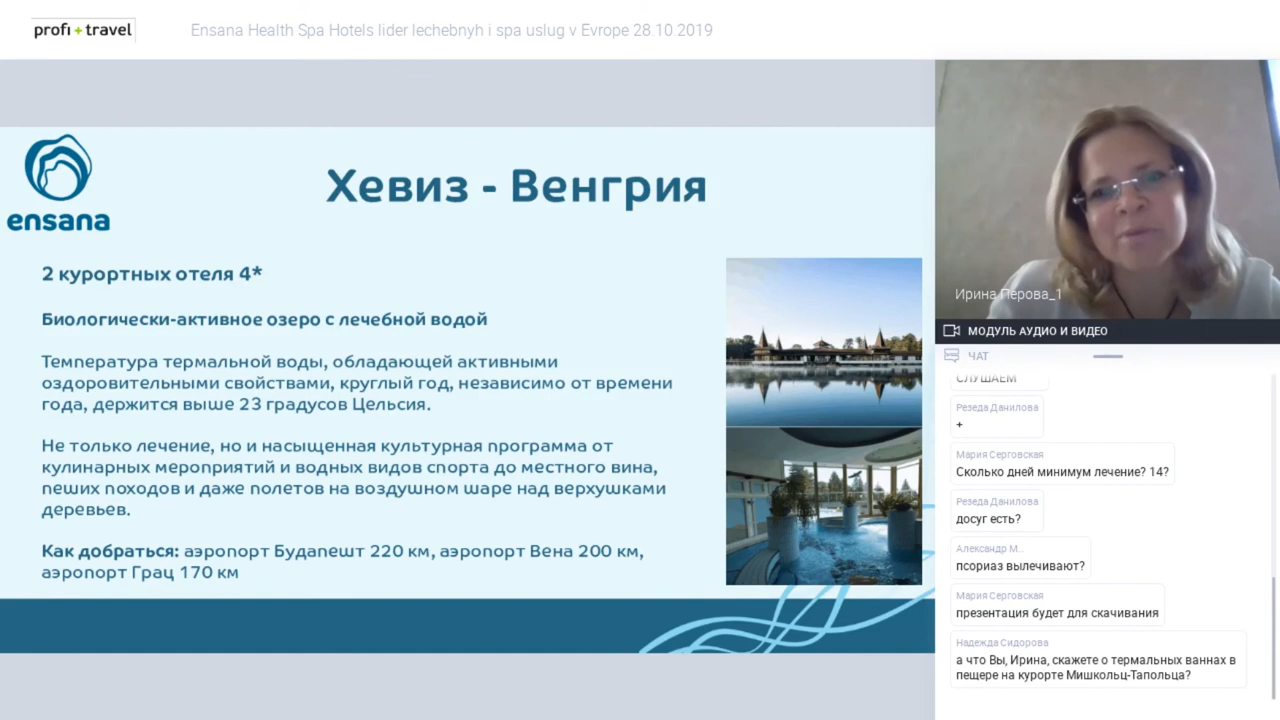 profi+travel
Ensana Health Spa Hotels lider lechebnyh i spa uslug v Evrope 28.10.2019
ensana
Хевиз - Венгрия
2 курортных отеля 4*
Биологически-активное озеро с лечебной водой
Температура термальной воды, обладающей активными
оздоровительными свойствами, круглый год, независимо от времени
года, держится выше 23 градусов Цельсия.
Не только лечение, но и насыщенная культурная программа от
кулинарных мероприятий и водных видов спорта до местного вина,
пеших походов и даже полетов на воздушном шаре над верхушками
деревьев.
Как добраться: аэропорт Будапешт 220 км, аэропорт Вена 200 км,
аэропорт Грац 170 км
Ирина Перова_1
МОДУЛЬ АУДИО И ВИДЕО
ЧАТ
СЛУШАЕМ
Резеда Данилова
+
Мария Серговская
Сколько дней минимум лечение? 14?
Резеда Данилова
досуг есть?
Александр М...
псориаз вылечивают?
Мария Серговская
презентация будет для скачивания
Надежда Сидорова
а что Вы, Ирина, скажете о термальных ваннах в
пещере на курорте Мишкольц-Тапольца?